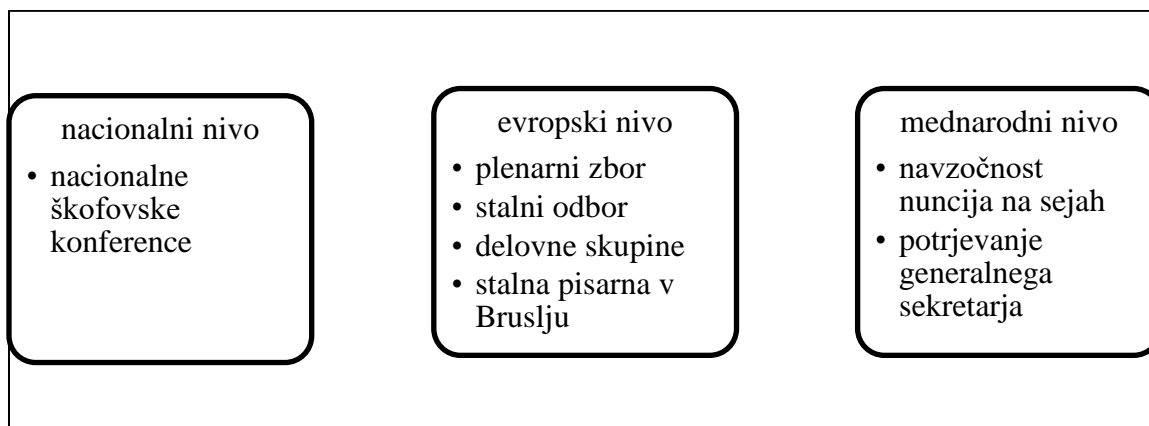 nacionalni nivo
• nacionalne
škofovske
konference
evropski nivo
• plenarni zbor
• stalni odbor
• delovne skupine
• stalna pisarna v
Bruslju
mednarodni nivo
• navzočnost
nuncija na sejah
• potrjevanje
generalnega
sekretarja